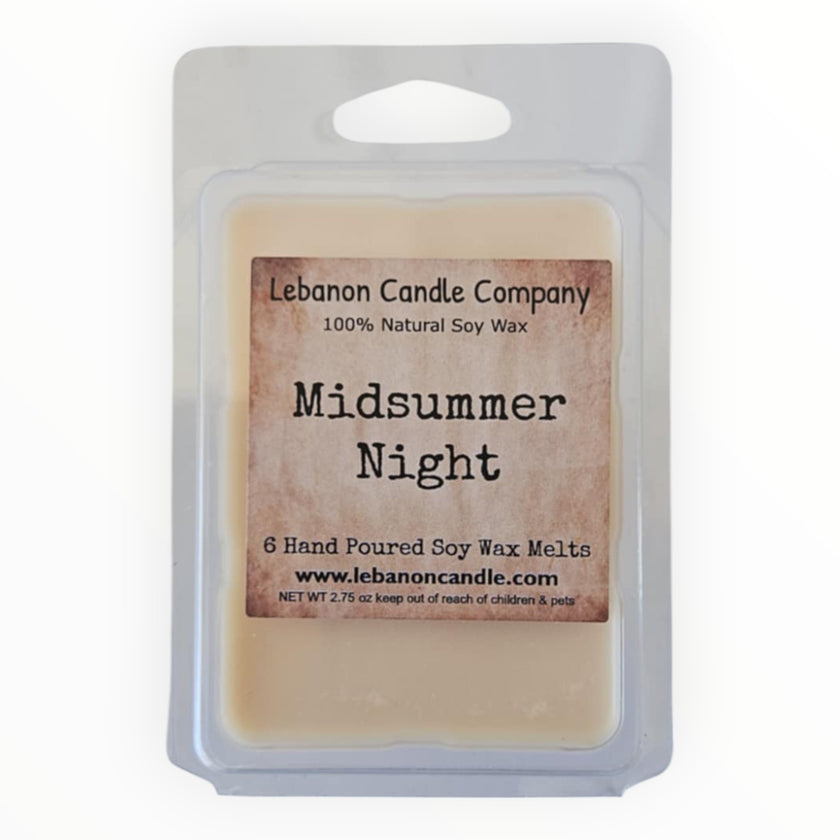 Lebanon Candle Company
100% Natural Soy Wax
Midsummer
Night
6 Hand Poured Soy Wax Melts
www.lebanoncandle.com
NET WT 2.75 oz keep out of reach of children & pets